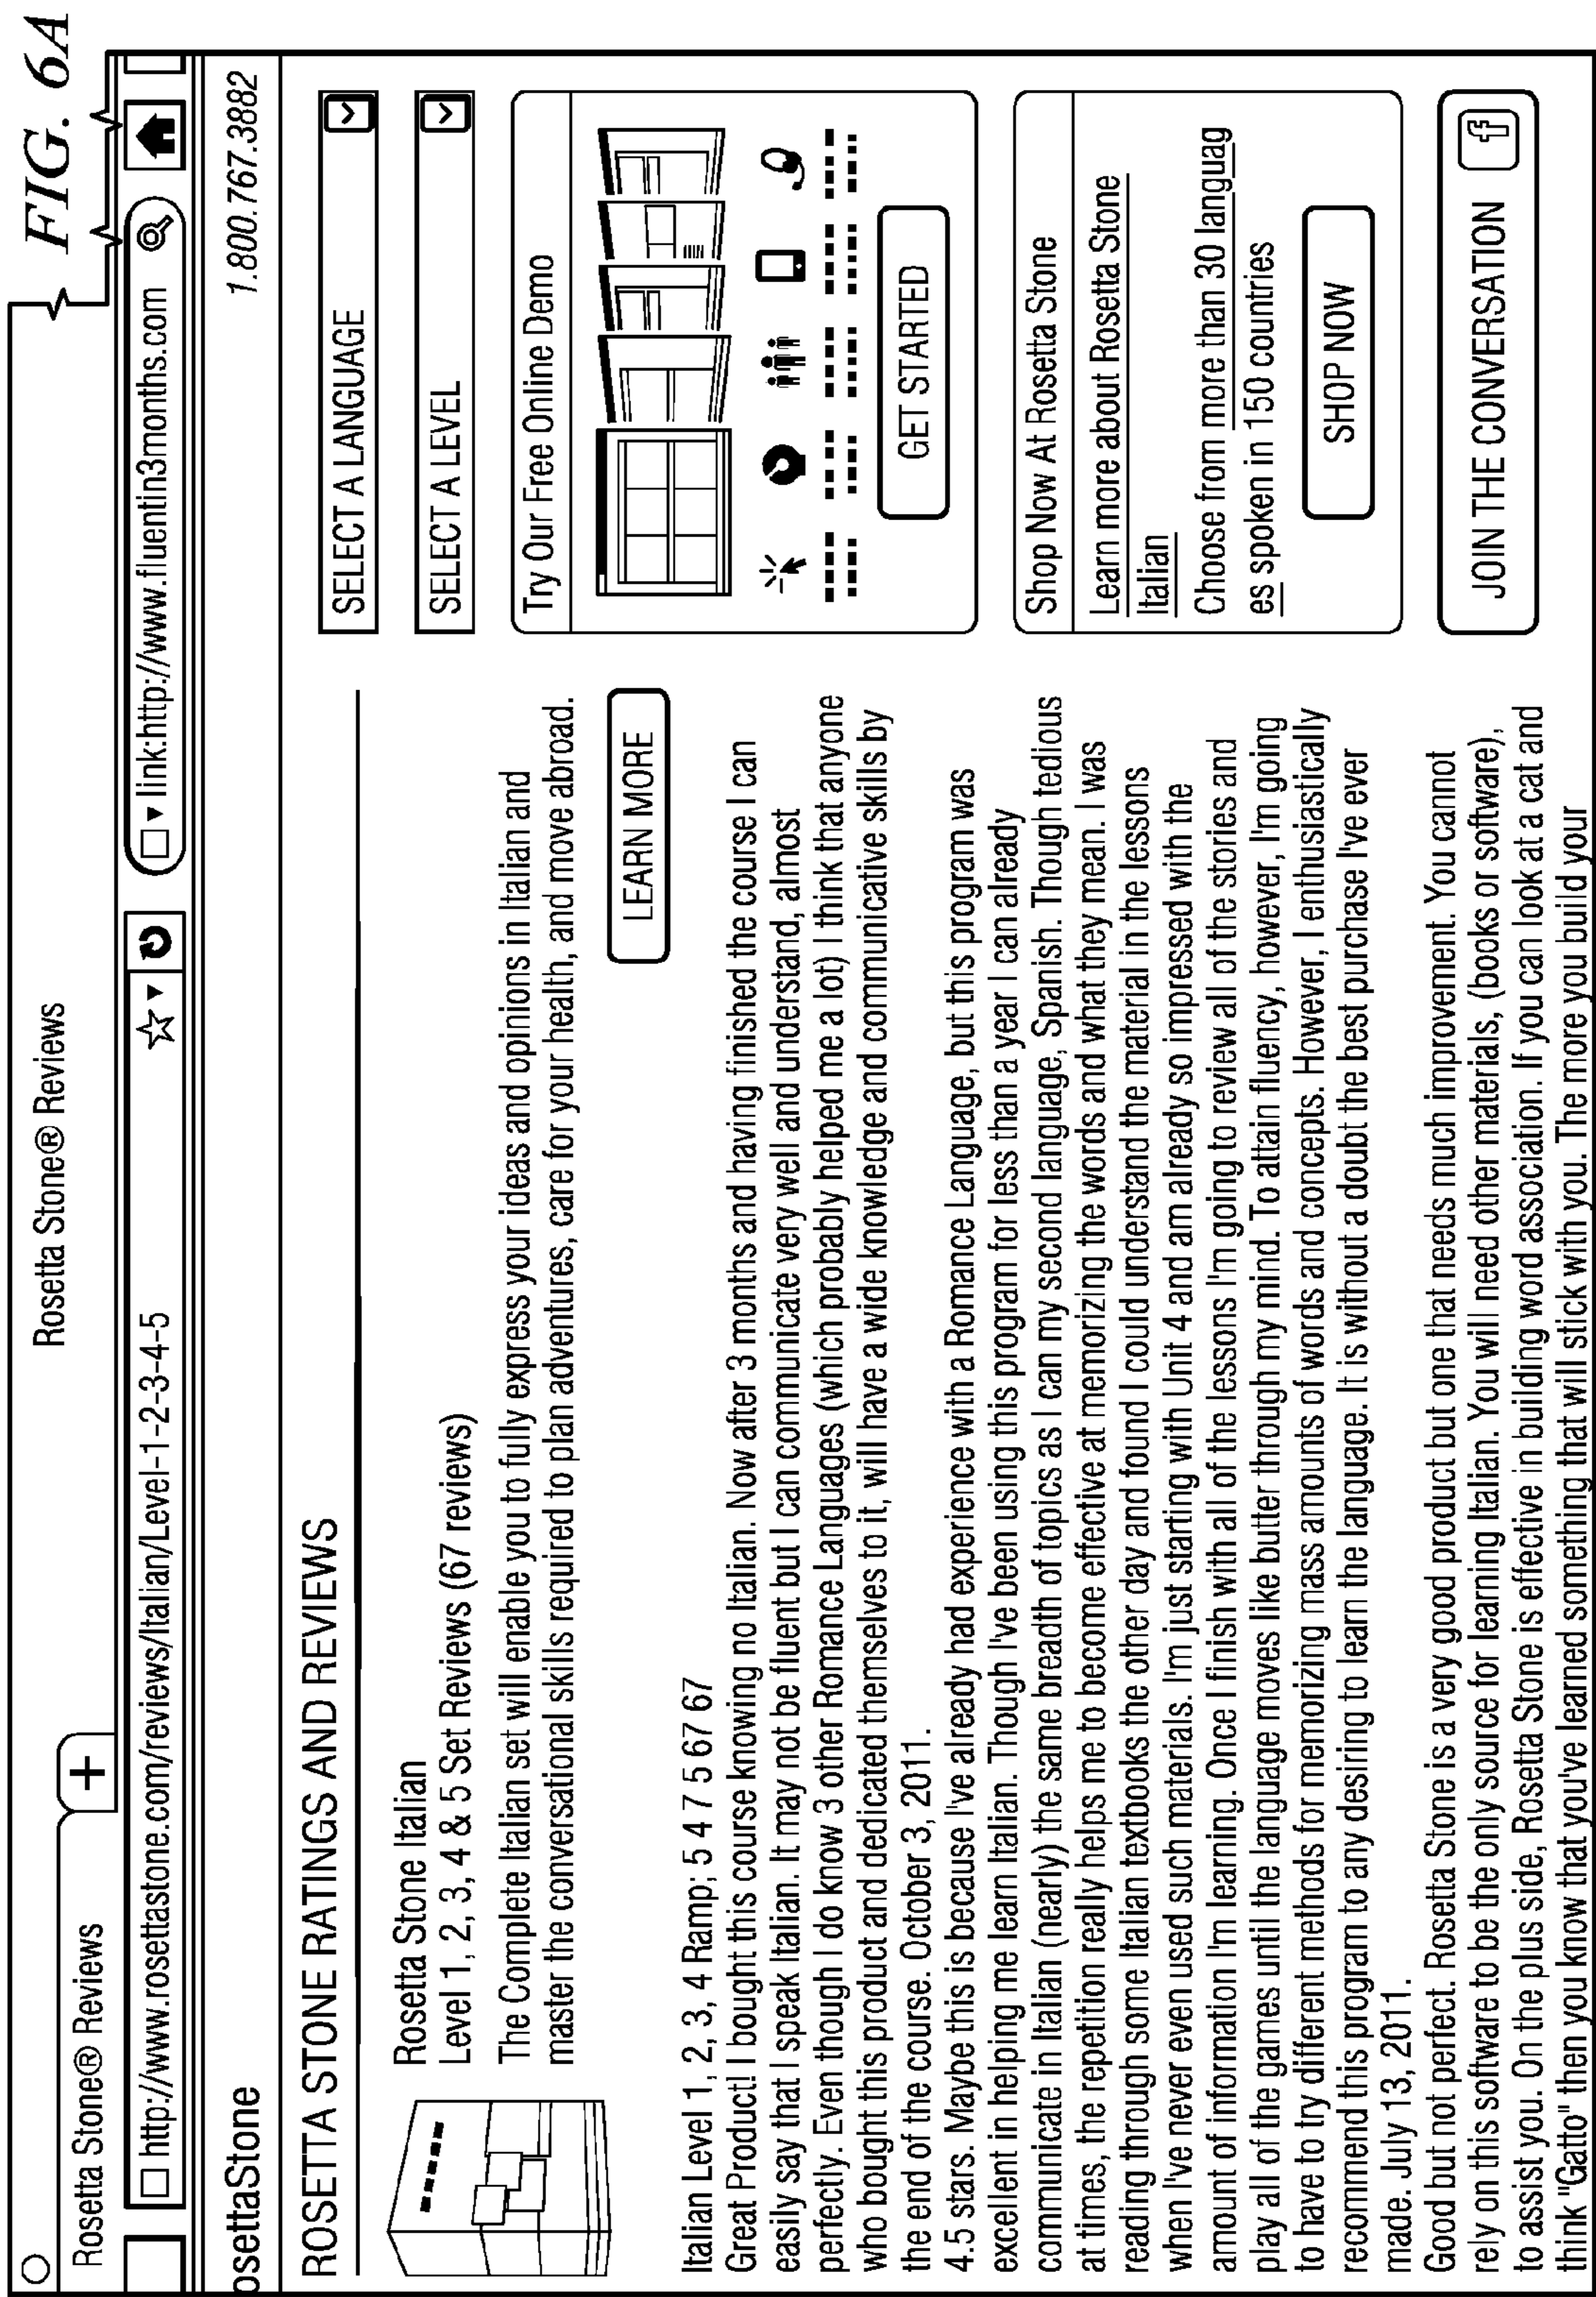 FIG. 6A
Rosetta Stone® Reviews
Rosetta Stone® Reviews
+
http://www.rosettastone.com/reviews/Italian/Level-1-2-3-4-5
link:http://www.fluentin3months.com
osettaStone
1.800.767.3882
ROSETTA STONE RATINGS AND REVIEWS
Rosetta Stone Italian
Level 1, 2, 3, 4 & 5 Set Reviews (67 reviews)
The Complete Italian set will enable you to fully express your ideas and opinions in Italian and
master the conversational skills required to plan adventures, care for your health, and move abroad.
LEARN MORE
Italian Level 1, 2, 3, 4 Ramp; 5 4 7 5 67 67
Great Product! I bought this course knowing no Italian. Now after 3 months and having finished the course I can
easily say that I speak Italian. It may not be fluent but I can communicate very well and understand, almost
perfectly. Even though I do know 3 other Romance Languages (which probably helped me a lot) I think that anyone
who bought this product and dedicated themselves to it, will have a wide knowledge and communicative skills by
the end of the course. October 3, 2011.
4.5 stars. Maybe this is because I've already had experience with a Romance Language, but this program was
excellent in helping me learn Italian. Though I've been using this program for less than a year I can already
communicate in Italian (nearly) the same breadth of topics as I can my second language, Spanish. Though tedious
at times, the repetition really helps me to become effective at memorizing the words and what they mean. I was
reading through some Italian textbooks the other day and found I could understand the material in the lessons
when I've never even used such materials. I'm just starting with Unit 4 and am already so impressed with the
amount of information I'm learning. Once I finish with all of the lessons I'm going to review all of the stories and
play all of the games until the language moves like butter through my mind. To attain fluency, however, I'm going
to have to try different methods for memorizing mass amounts of words and concepts. However, I enthusiastically
recommend this program to any desiring to learn the language. It is without a doubt the best purchase I've ever
made. July 13, 2011.
Good but not perfect. Rosetta Stone is a very good product but one that needs much improvement. You cannot
rely on this software to be the only source for learning Italian. You will need other materials, (books or software),
to assist you. On the plus side, Rosetta Stone is effective in building word association. If you can look at a cat and
think "Gatto" then you know that you've learned something that will stick with you. The more you build your
SELECT A LANGUAGE
SELECT A LEVEL
Try Our Free Online Demo
GET STARTED
Shop Now At Rosetta Stone
Learn more about Rosetta Stone
Italian
Choose from more than 30 languag
es spoken in 150 countries
SHOP NOW
JOIN THE CONVERSATION
f